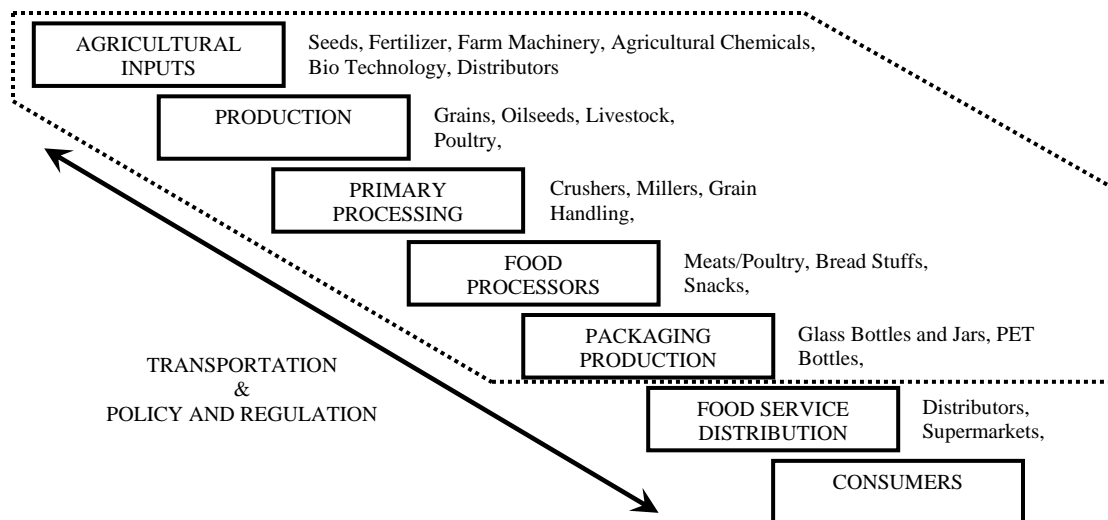 AGRICULTURAL
INPUTS
Seeds, Fertilizer, Farm Machinery, Agricultural Chemicals,
Bio Technology, Distributors
PRODUCTION
Grains, Oilseeds, Livestock,
Poultry,
PRIMARY
PROCESSING
Crushers, Millers, Grain
Handling,
FOOD
PROCESSORS
Meats/Poultry, Bread Stuffs,
Snacks,
PACKAGING
PRODUCTION
Glass Bottles and Jars, PET
Bottles,
TRANSPORTATION
&
POLICY AND REGULATION
FOOD SERVICE
DISTRIBUTION
Distributors,
Supermarkets,
CONSUMERS